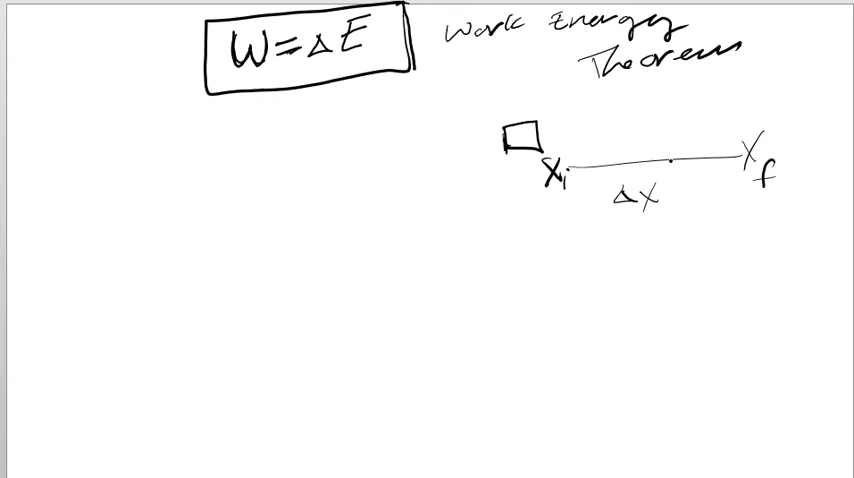 W = ΔE
Work Energy
Theorem
Xi
Xf
ΔX